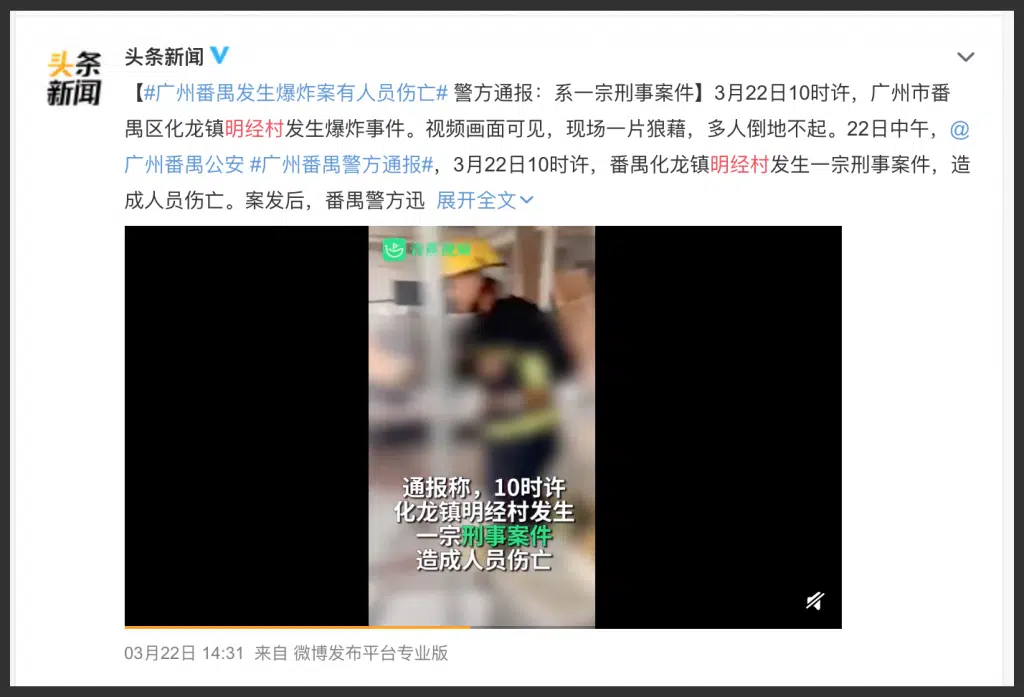 头条
新闻
头条新闻
【#广州番禺发生爆炸案有人员伤亡# 警方通报：系一宗刑事案件】3月22日10时许，广州市番
禺区化龙镇明经村发生爆炸事件。视频画面可见，现场一片狼藉，多人倒地不起。22日中午，@
广州番禺公安 #广州番禺警方通报#，3月22日10时许，番禺化龙镇明经村发生一宗刑事案件，造
成人员伤亡。案发后，番禺警方迅 展开全文
通报称，10时许
化龙镇明经村发生
一宗刑事案件
造成人员伤亡
03月22日 14:31 来自 微博发布平台专业版